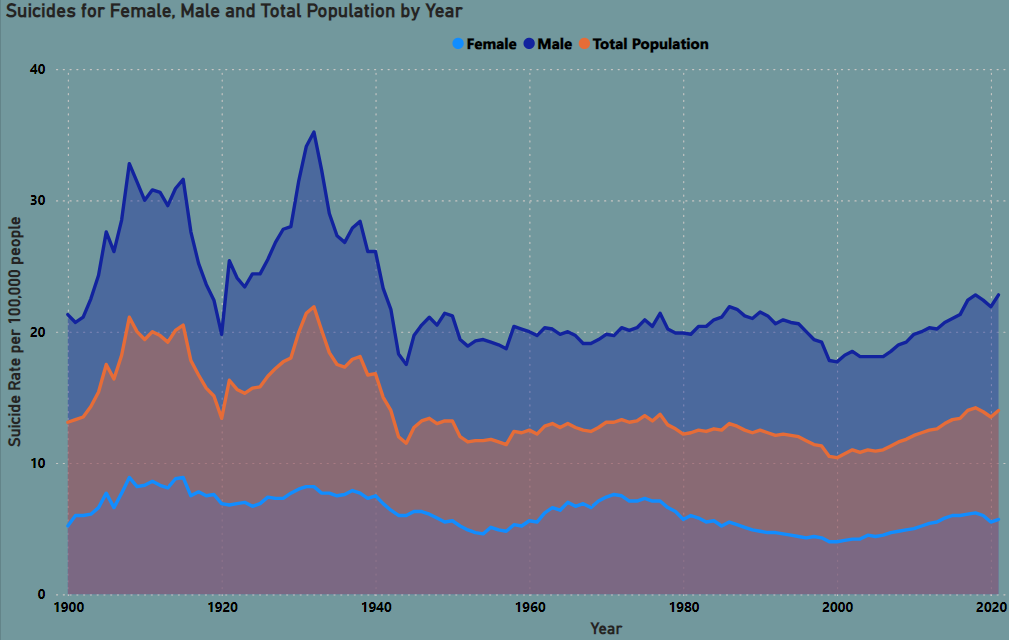 Suicides for Female, Male and Total Population by Year
Female Male Total Population
40
30
20
10
0
Suicide Rate per 100,000 people
1900 1920 1940 1960 1980 2000 2020
Year